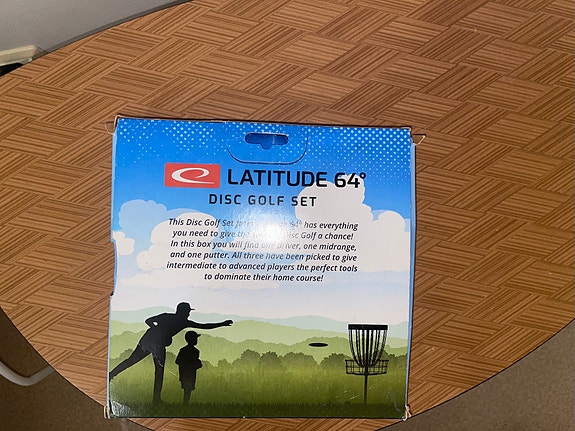 LATITUDE 64°
DISC GOLF SET
This Disc Golf Set 64° has everything
you need to give the Disc Golf a chance!
In this box you will find one driver, one midrange,
and one putter. All three have been picked to give
intermediate to advanced players the perfect tools
to dominate their home course!